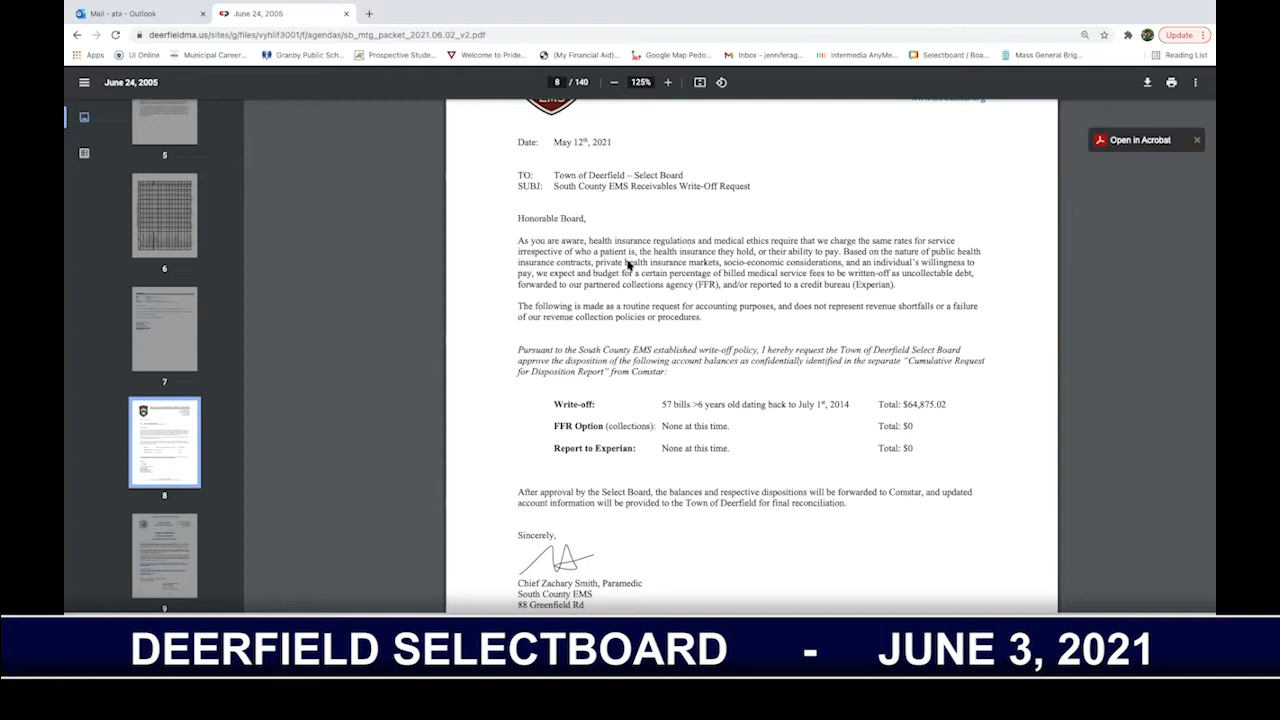 Mail - ata - Outlook
June 24, 2005
deerfieldma.us/sites/g/files/vyhlif3001/f/agendas/sb_mtg_packet_2021.06.02_v2.pdf
Update
Apps
UI Online
Municipal Career...
Granby Public Sch...
Prospective Stude...
Welcome to Pride...
(My Financial Aid)...
Google Map Pedo...
Inbox - jenniferag...
Intermedia AnyMe...
Selectboard / Boa...
Mass General Brig...
Reading List
June 24, 2005
8 / 140
125%
Open in Acrobat
5
6
7
8
9
EMS
Date: May 12th, 2021
TO: Town of Deerfield – Select Board
SUBJ: South County EMS Receivables Write-Off Request
Honorable Board,
As you are aware, health insurance regulations and medical ethics require that we charge the same rates for service
irrespective of who a patient is, the health insurance they hold, or their ability to pay. Based on the nature of public health
insurance contracts, private health insurance markets, socio-economic considerations, and an individual's willingness to
pay, we expect and budget for a certain percentage of billed medical service fees to be written-off as uncollectable debt,
forwarded to our partnered collections agency (FFR), and/or reported to a credit bureau (Experian).
The following is made as a routine request for accounting purposes, and does not represent revenue shortfalls or a failure
of our revenue collection policies or procedures.
Pursuant to the South County EMS established write-off policy, I hereby request the Town of Deerfield Select Board
approve the disposition of the following account balances as confidentially identified in the separate "Cumulative Request
for Disposition Report" from Comstar:
Write-off: 57 bills >6 years old dating back to July 1st, 2014 Total: $64,875.02
FFR Option (collections): None at this time. Total: $0
Report to Experian: None at this time. Total: $0
After approval by the Select Board, the balances and respective dispositions will be forwarded to Comstar, and updated
account information will be provided to the Town of Deerfield for final reconciliation.
Sincerely,
Chief Zachary Smith, Paramedic
South County EMS
88 Greenfield Rd
DEERFIELD SELECTBOARD - JUNE 3, 2021